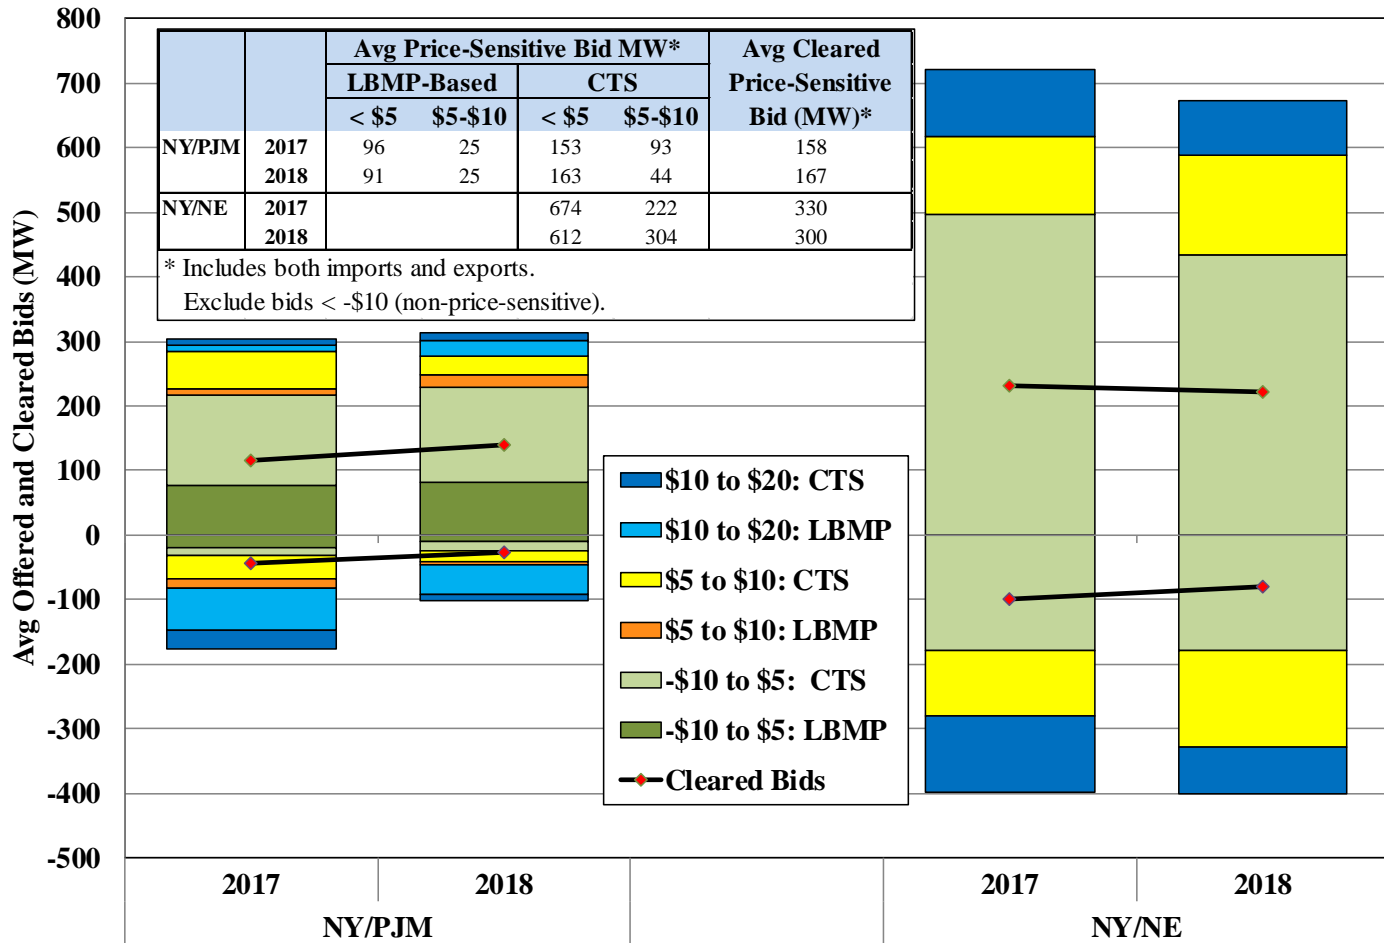 Avg Offered and Cleared Bids (MW)
800
700
600
500
400
300
200
100
0
-100
-200
-300
-400
-500
Avg Price-Sensitive Bid MW* Avg Cleared
LBMP-Based CTS Price-Sensitive
< $5 $5-$10 < $5 $5-$10 Bid (MW)*
NY/PJM 2017 96 25 153 93 158
2018 91 25 163 44 167
NY/NE 2017 674 222 330
2018 612 304 300
* Includes both imports and exports.
Exclude bids < -$10 (non-price-sensitive).
$10 to $20: CTS
$10 to $20: LBMP
$5 to $10: CTS
$5 to $10: LBMP
-$10 to $5: CTS
-$10 to $5: LBMP
Cleared Bids
2017 2018 2017 2018
NY/PJM NY/NE